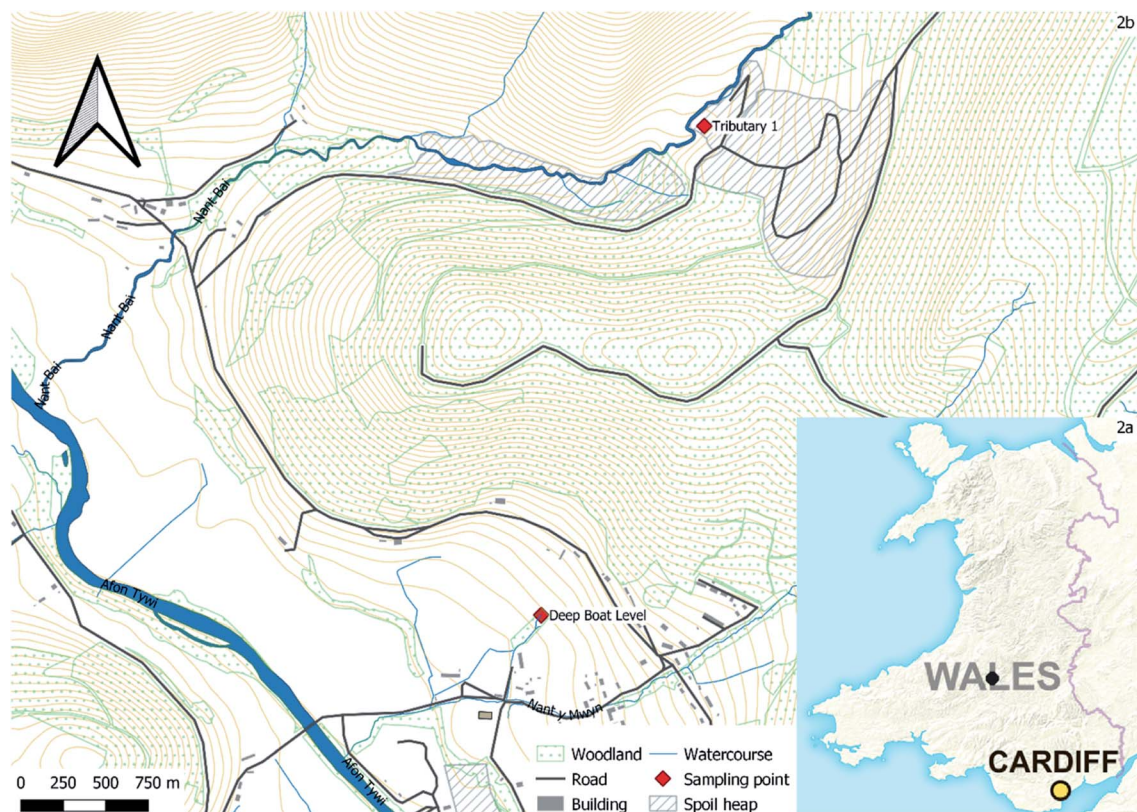 2b
Tributary 1
Nant Bai
Nant Bai
Nant Bai
2a
Afon Tywi
Deep Boat Level
Nant y Mwyn
Afon Tywi
WALES
CARDIFF
Woodland
Watercourse
Road
Sampling point
Building
Spoil heap
0 250 500 750 m